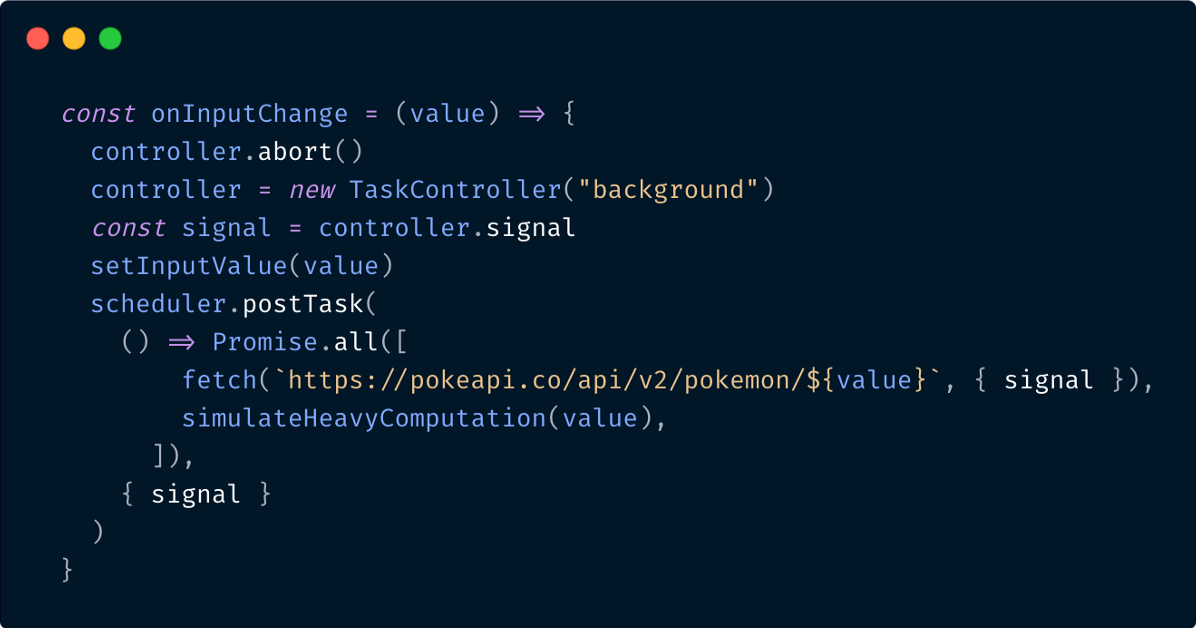 const onInputChange = (value) => {
  controller.abort()
  controller = new TaskController("background")
  const signal = controller.signal
  setInputValue(value)
  scheduler.postTask(
    () => Promise.all([
        fetch(`https://pokeapi.co/api/v2/pokemon/${value}`, { signal }),
        simulateHeavyComputation(value),
      ]),
    { signal }
  )
}